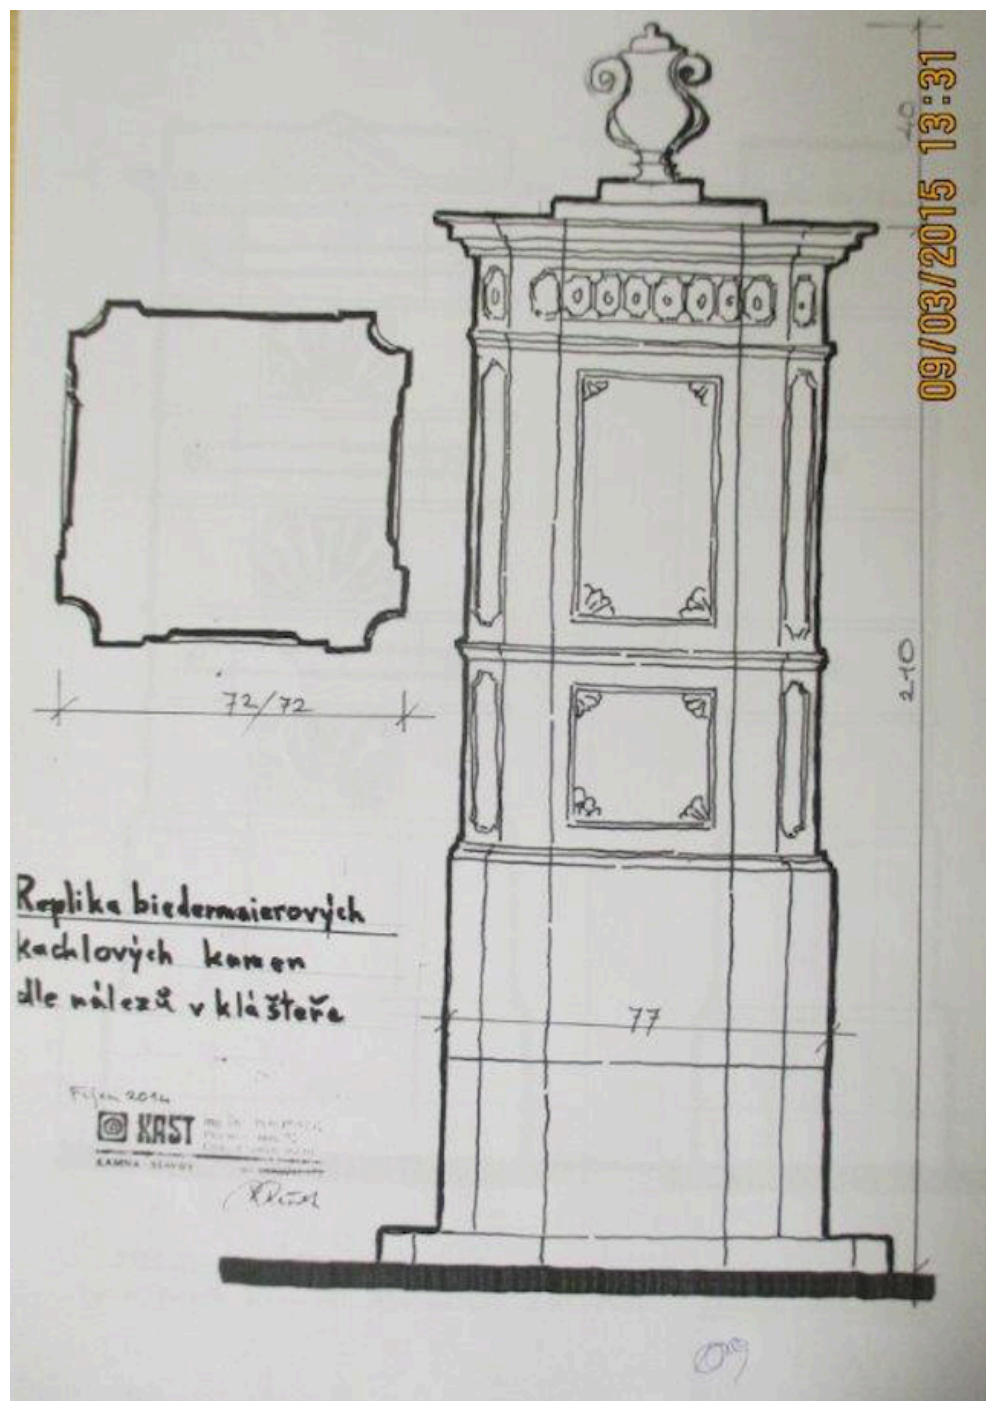 40
09/03/2015 13:31
210
72/72
Replika biedermaierových
kachlových kamen
dle nálezů v klášteře
77
Říjen 2014
KAST